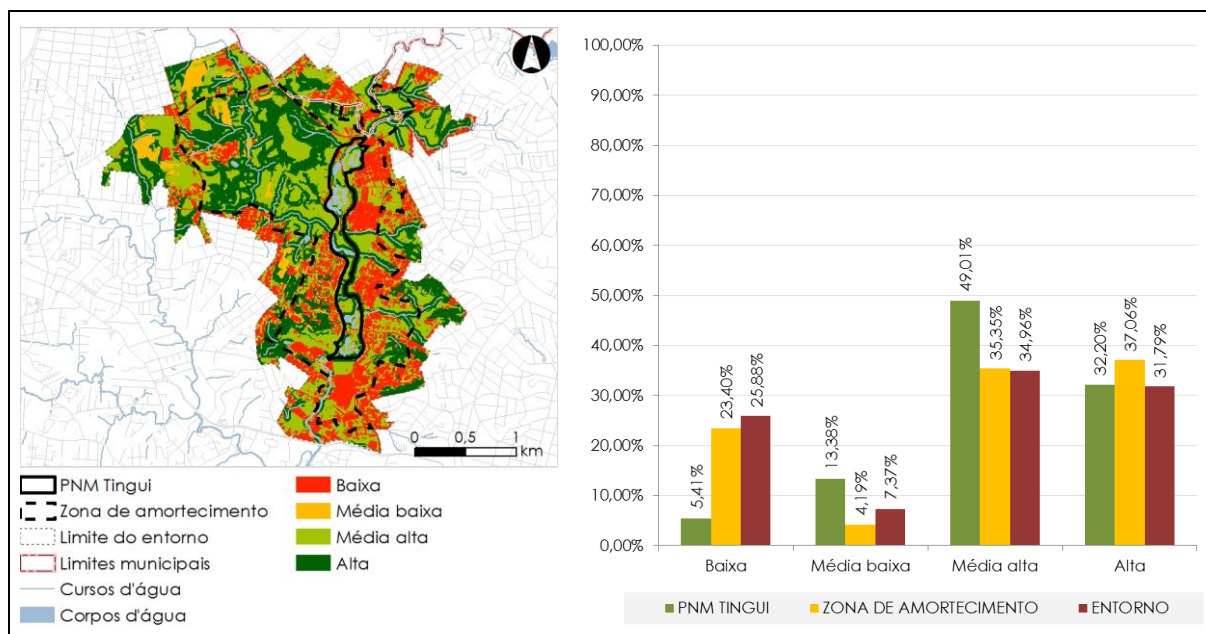 0 0,5 1
km
PNM Tingui
Zona de amortecimento
Limite do entorno
Limites municipais
Cursos d'água
Corpos d'água
Baixa
Média baixa
Média alta
Alta
100,00%
90,00%
80,00%
70,00%
60,00%
50,00%
40,00%
30,00%
20,00%
10,00%
0,00%
5,41%
23,40%
25,88%
13,38%
4,19%
7,37%
49,01%
35,35%
34,96%
32,20%
37,06%
31,79%
Baixa Média baixa Média alta Alta
PNM TINGUI ZONA DE AMORTECIMENTO ENTORNO